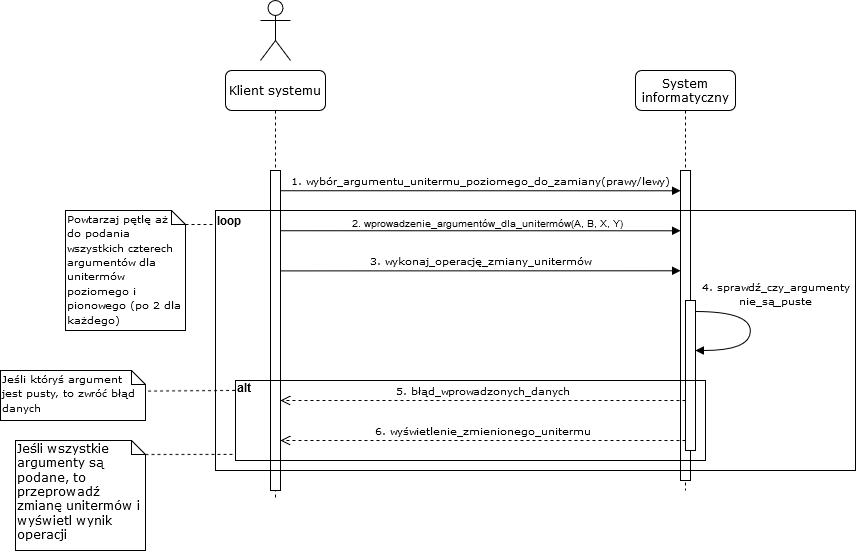 Klient systemu
System
informatyczny
1. wybór_argumentu_unitermu_poziomego_do_zamiany(prawy/lewy)
Powtarzaj pętlę aż
do podania
wszystkich czterech
argumentów dla
unitermów
poziomego i
pionowego (po 2 dla
każdego)
loop
2. wprowadzenie_argumentów_dla_unitermów(A, B, X, Y)
3. wykonaj_operację_zmiany_unitermów
4. sprawdź_czy_argumenty
nie_są_puste
Jeśli któryś argument
jest pusty, to zwróć błąd
danych
alt
5. błąd_wprowadzonych_danych
6. wyświetlenie_zmienionego_unitermu
Jeśli wszystkie
argumenty są
podane, to
przeprowadź
zmianę unitermów i
wyświetl wynik
operacji